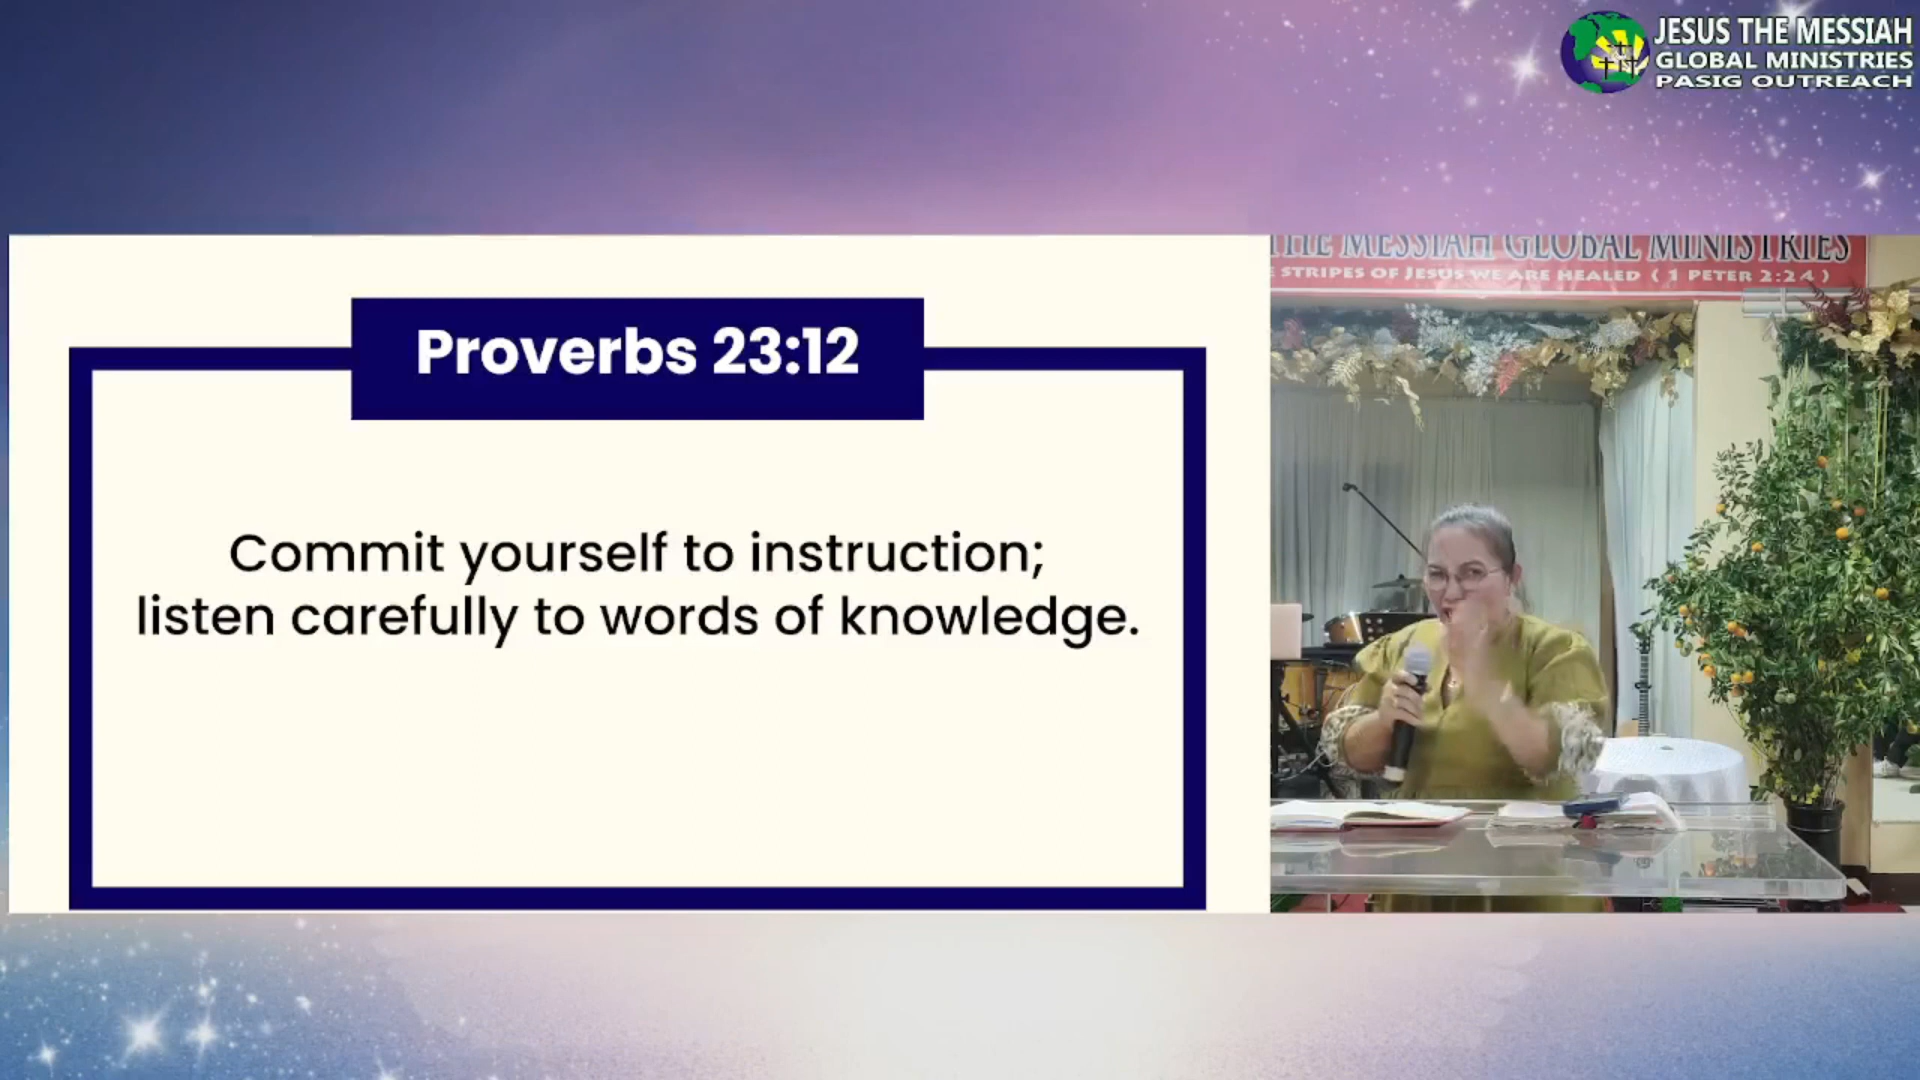 JESUS THE MESSIAH
GLOBAL MINISTRIES
PASIG OUTREACH
THE MESSIAH GLOBAL MINISTRIES
STRIPES OF JESUS WE ARE HEALED ( 1 PETER 2:24 )
Proverbs 23:12
Commit yourself to instruction;
listen carefully to words of knowledge.